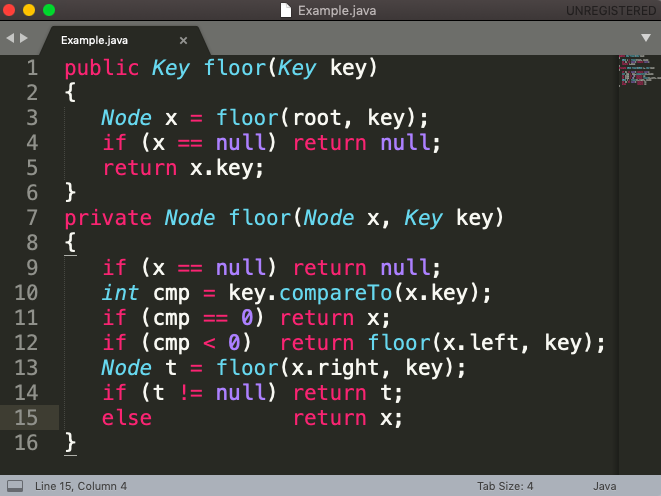 Example.java
UNREGISTERED
Example.java ×
1 public Key floor(Key key)
2 {
3    Node x = floor(root, key);
4    if (x == null) return null;
5    return x.key;
6 }
7 private Node floor(Node x, Key key)
8 {
9    if (x == null) return null;
10    int cmp = key.compareTo(x.key);
11    if (cmp == 0) return x;
12    if (cmp < 0)  return floor(x.left, key);
13    Node t = floor(x.right, key);
14    if (t != null) return t;
15    else           return x;
16 }
Line 15, Column 4
Tab Size: 4
Java